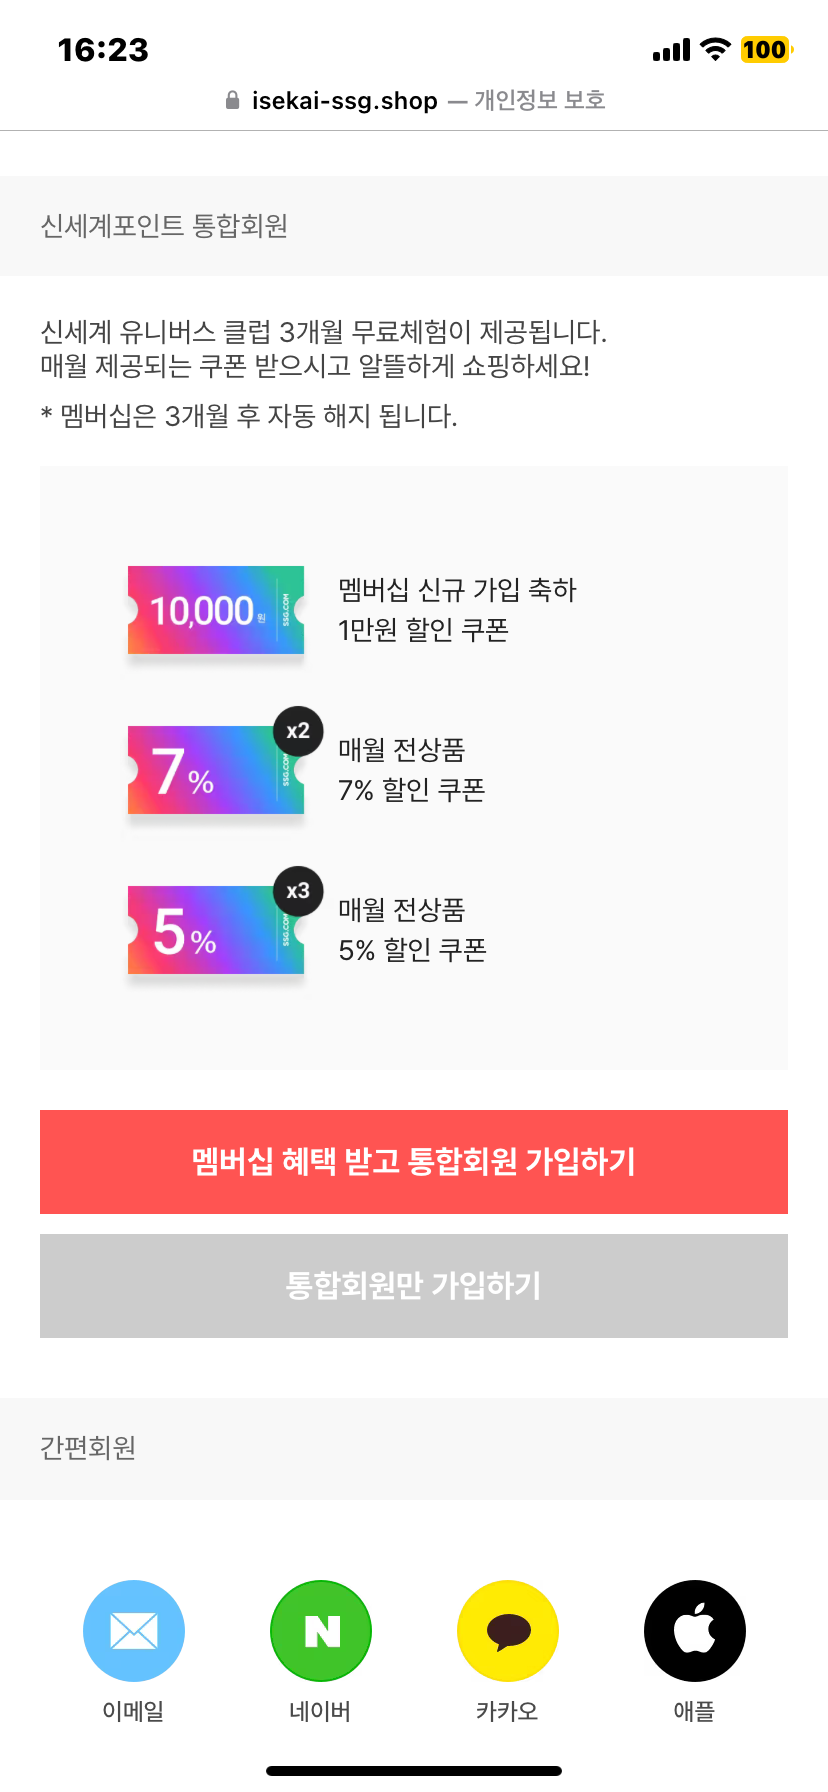 16:23
100
isekai-ssg.shop — 개인정보 보호
신세계포인트 통합회원
신세계 유니버스 클럽 3개월 무료체험이 제공됩니다.
매월 제공되는 쿠폰 받으시고 알뜰하게 쇼핑하세요!
* 멤버십은 3개월 후 자동 해지 됩니다.
10,000원
SSG.COM
멤버십 신규 가입 축하
1만원 할인 쿠폰
x2
7%
SSG.COM
매월 전상품
7% 할인 쿠폰
x3
5%
SSG.COM
매월 전상품
5% 할인 쿠폰
멤버십 혜택 받고 통합회원 가입하기
통합회원만 가입하기
간편회원
N
이메일
네이버
카카오
애플